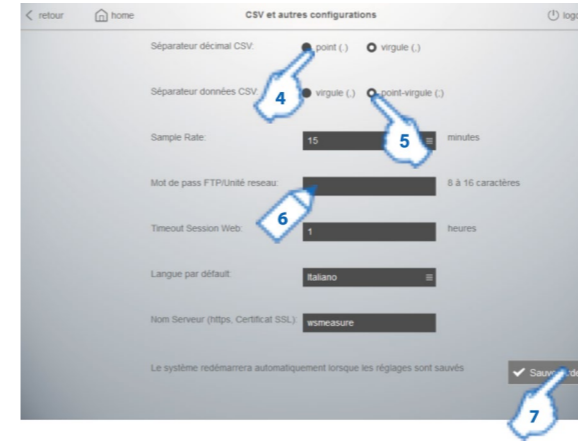 retour home CSV et autres configurations
Séparateur décimal CSV: point (.) virgule (,)
4
Séparateur données CSV: virgule (,) point-virgule (;)
5
Sample Rate: 15 minutes
Mot de pass FTP/Unité reseau: 8 à 16 caractères
6
Timeout Session Web: 1 heures
Langue par défault: Italiano
Nom Serveur (https, Certificat SSL): wsmeasure
Le système redémarrera automatiquement lorsque les réglages sont sauvés
7